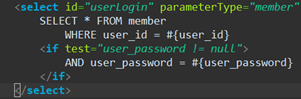 <select id="userLogin" parameterType="member"
SELECT * FROM member
WHERE user_id = #{user_id}
<if test="user_password != null">
AND user_password = #{user_password}
</if>
</select>